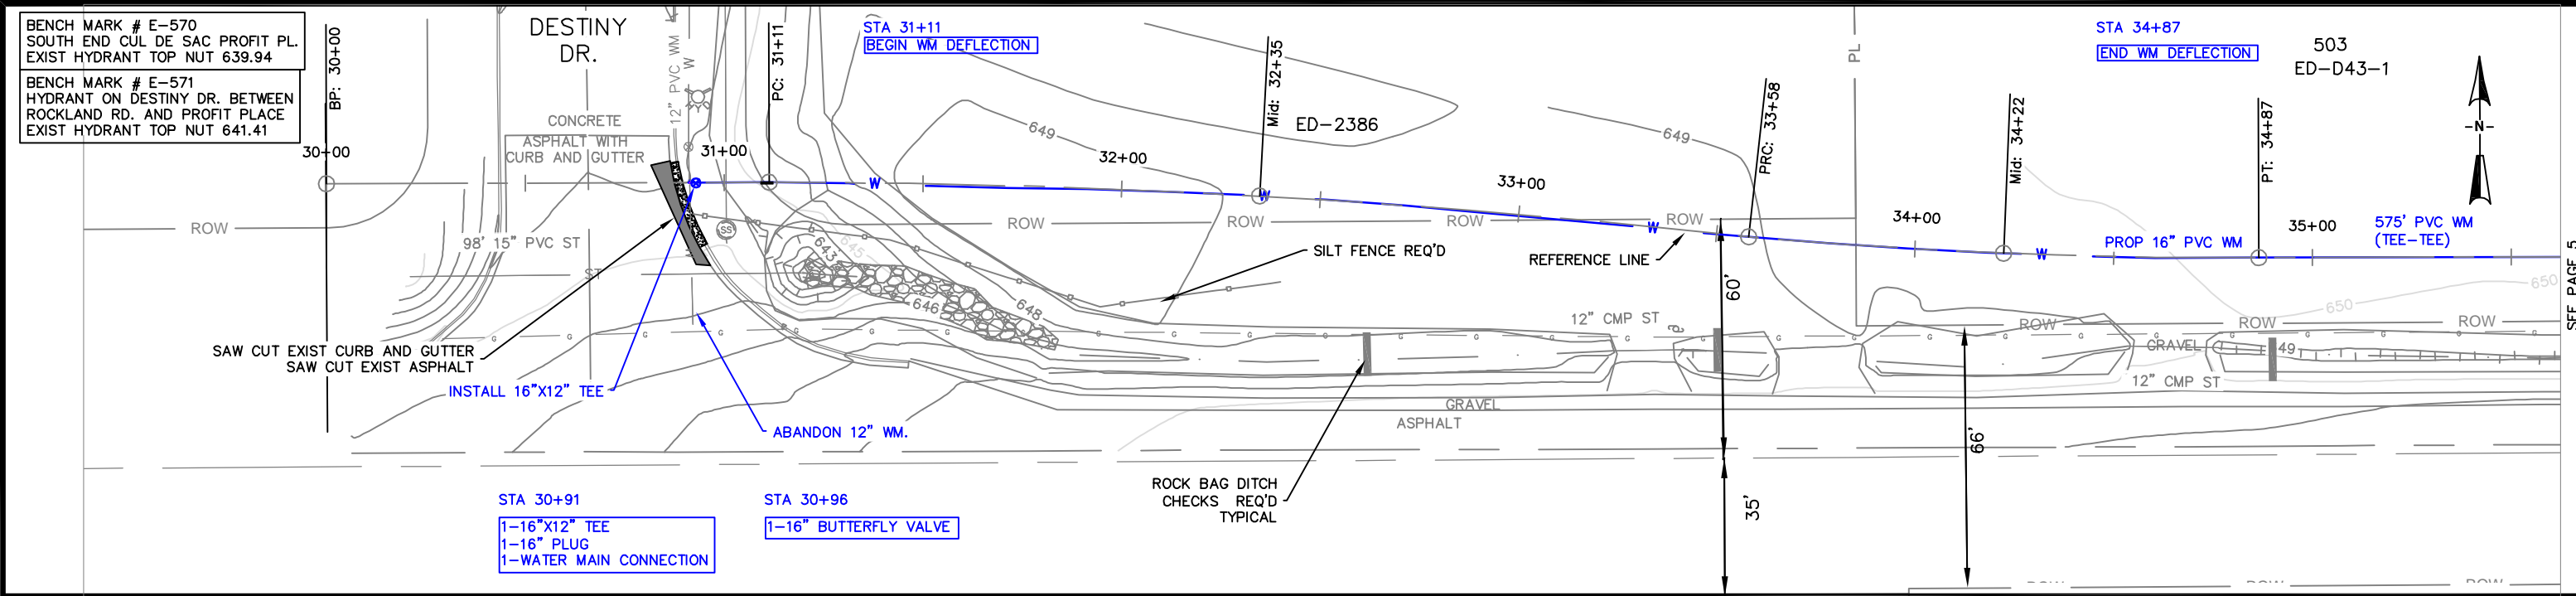 BENCH MARK # E-570
SOUTH END CUL DE SAC PROFIT PL.
EXIST HYDRANT TOP NUT 639.94
BENCH MARK # E-571
HYDRANT ON DESTINY DR. BETWEEN
ROCKLAND RD. AND PROFIT PLACE
EXIST HYDRANT TOP NUT 641.41
BP: 30+00
30+00
DESTINY
DR.
CONCRETE
ASPHALT WITH
CURB AND GUTTER
12" PVC WM
W
PC: 31+11
31+00
STA 31+11
BEGIN WM DEFLECTION
649
32+00
Mid: 32+35
ED-2386
33+00
649
PRC: 33+58
PL
34+00
Mid: 34+22
STA 34+87
END WM DEFLECTION
503
ED-D43-1
PT: 34+87
-N-
35+00
575' PVC WM
(TEE-TEE)
PROP 16" PVC WM
SEE PAGE 5
W
W
W
W
ROW
ROW
ROW
ROW
ROW
98' 15" PVC ST
ST
SS
643
645
646
648
SILT FENCE REQ'D
REFERENCE LINE
60'
650
650
12" CMP ST
ROW
ROW
ROW
GRAVEL
49
12" CMP ST
G
G
G
G
G
G
G
SAW CUT EXIST CURB AND GUTTER
SAW CUT EXIST ASPHALT
INSTALL 16"X12" TEE
ABANDON 12" WM.
GRAVEL
ASPHALT
66'
35'
ROCK BAG DITCH
CHECKS REQ'D
TYPICAL
STA 30+91
1-16"X12" TEE
1-16" PLUG
1-WATER MAIN CONNECTION
STA 30+96
1-16" BUTTERFLY VALVE